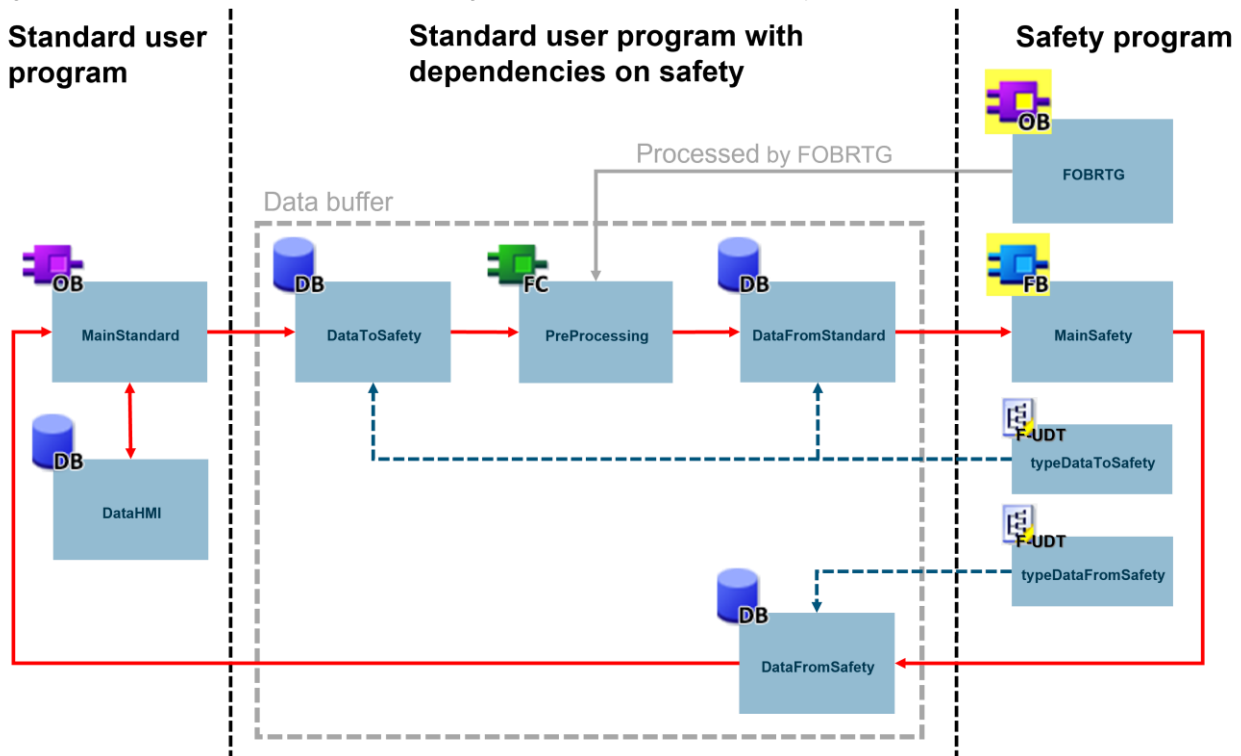 Standard user
program
Standard user program with
dependencies on safety
Safety program
OB
FOBRTG
Processed by FOBRTG
Data buffer
OB
MainStandard
DB
DataToSafety
FC
PreProcessing
DB
DataFromStandard
FB
MainSafety
DB
DataHMI
F-UDT
typeDataToSafety
F-UDT
typeDataFromSafety
DB
DataFromSafety